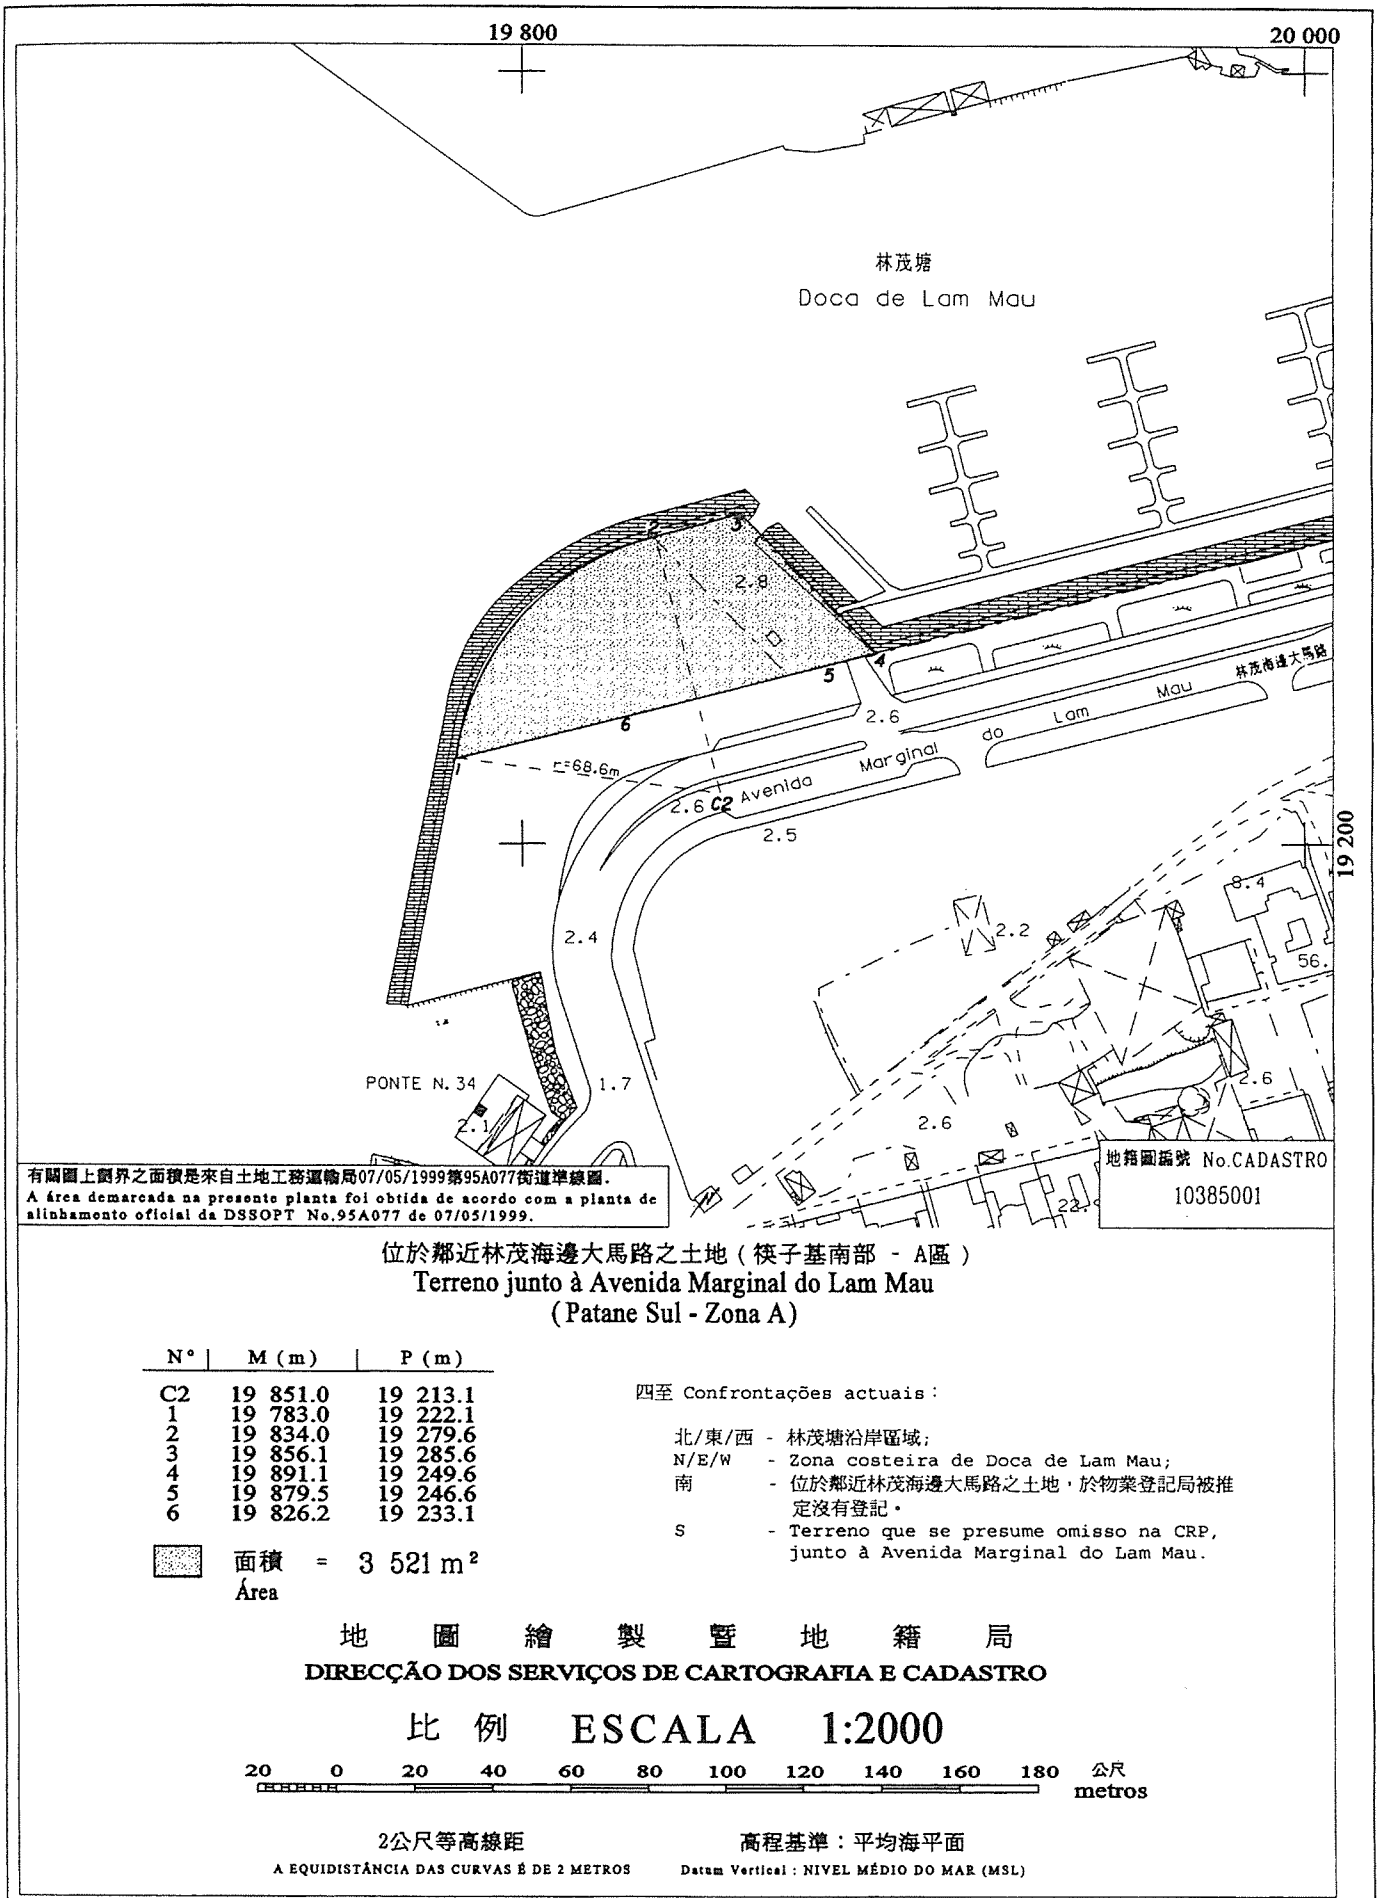 19 800
20 000
林茂塘
Doca de Lam Mau
2
3
2.8
4
5
林茂海邊大馬路
6
2.6
Avenida Marginal do Lam Mau
1
r=68.6m
2.6 C2
2.5
19 200
8.4
2.4
2.2
56.
PONTE N.34
1.7
2.6
2.1
2.6
有關圖上劃界之面積是來自土地工務運輸局07/05/1999第95A077街道準線圖.
A área demarcada na presente planta foi obtida de acordo com a planta de
alinhamento oficial da DSSOPT No.95A077 de 07/05/1999.
地籍圖編號 No.CADASTRO
10385001
位於鄰近林茂海邊大馬路之土地 ( 筷子基南部 - A區 )
Terreno junto à Avenida Marginal do Lam Mau
(Patane Sul - Zona A)
N° M (m) P (m)
C2 19 851.0 19 213.1
1 19 783.0 19 222.1
2 19 834.0 19 279.6
3 19 856.1 19 285.6
4 19 891.1 19 249.6
5 19 879.5 19 246.6
6 19 826.2 19 233.1
面積 = 3 521 m²
Área
四至 Confrontações actuais :
北/東/西 - 林茂塘沿岸區域;
N/E/W - Zona costeira de Doca de Lam Mau;
南 - 位於鄰近林茂海邊大馬路之土地，於物業登記局被推
定沒有登記。
S - Terreno que se presume omisso na CRP,
junto à Avenida Marginal do Lam Mau.
地圖繪製暨地籍局
DIRECÇÃO DOS SERVIÇOS DE CARTOGRAFIA E CADASTRO
比例 ESCALA 1:2000
20 0 20 40 60 80 100 120 140 160 180 公尺
metros
2公尺等高線距
高程基準：平均海平面
A EQUIDISTÂNCIA DAS CURVAS É DE 2 METROS
Datum Vertical : NIVEL MÉDIO DO MAR (MSL)